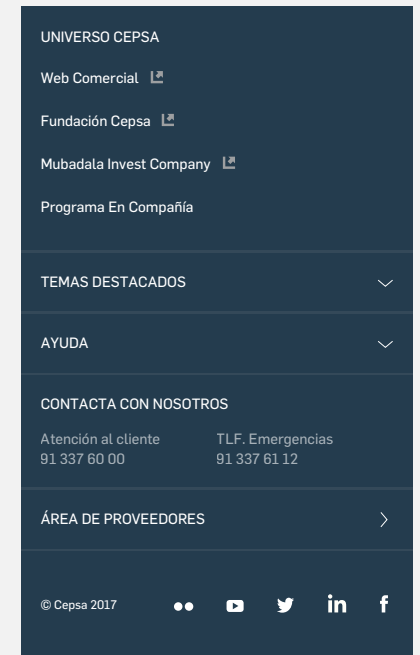 UNIVERSO CEPSA
Web Comercial
Fundación Cepsa
Mubadala Invest Company
Programa En Compañía
TEMAS DESTACADOS
AYUDA
CONTACTA CON NOSOTROS
Atención al cliente
91 337 60 00
TLF. Emergencias
91 337 61 12
ÁREA DE PROVEEDORES
© Cepsa 2017
in f